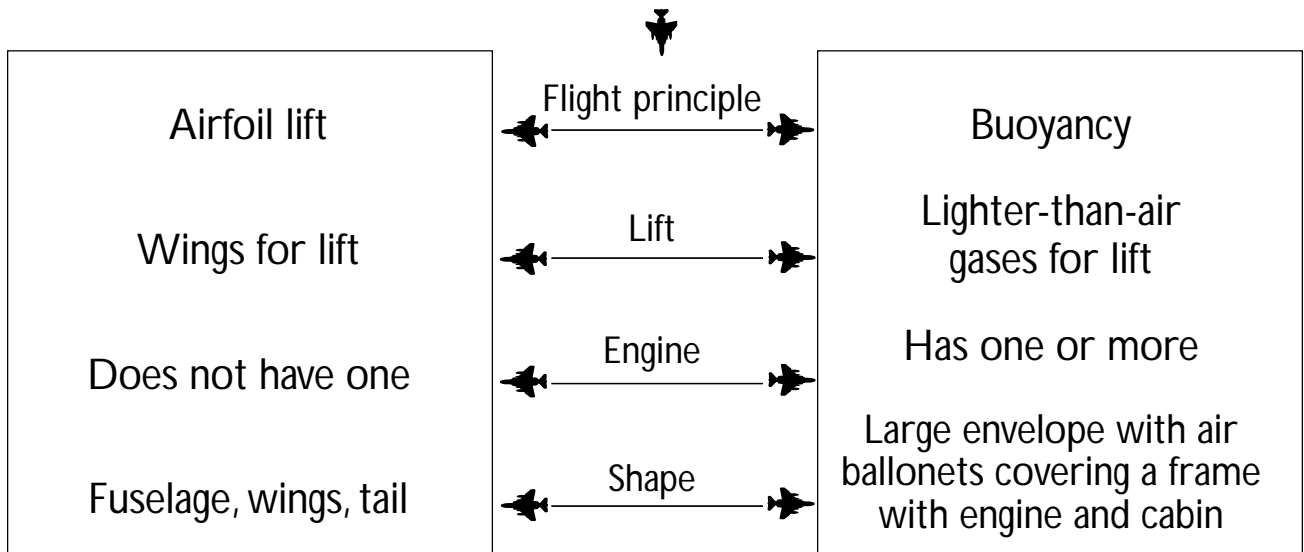 Flight principle
Airfoil lift
Buoyancy
Lift
Wings for lift
Lighter-than-air
gases for lift
Engine
Does not have one
Has one or more
Shape
Fuselage, wings, tail
Large envelope with air
ballonets covering a frame
with engine and cabin